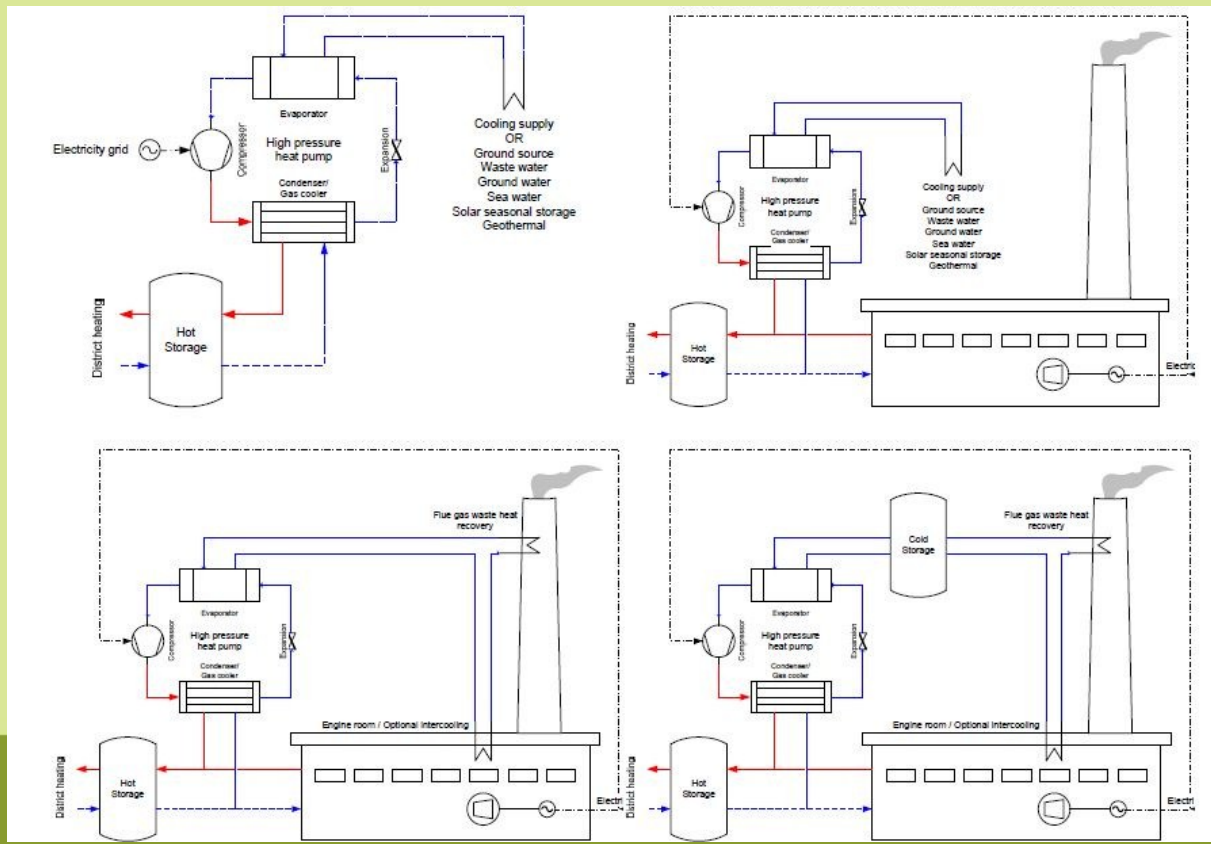 Evaporator
Electricity grid
Compressor
High pressure
heat pump
Expansion
Condenser/
Gas cooler
Cooling supply
OR
Ground source
Waste water
Ground water
Sea water
Solar seasonal storage
Geothermal
District heating
Hot
Storage
Evaporator
Compressor
High pressure
heat pump
Expansion
Condenser/
Gas cooler
Cooling supply
OR
Ground source
Waste water
Ground water
Sea water
Solar seasonal storage
Geothermal
District heating
Hot
Storage
Electric
Flue gas waste heat
recovery
Evaporator
Compressor
High pressure
heat pump
Expansion
Condenser/
Gas cooler
Engine room / Optional intercooling
District heating
Hot
Storage
Electri
Flue gas waste heat
recovery
Cold
Storage
Evaporator
Compressor
High pressure
heat pump
Expansion
Condenser/
Gas cooler
Engine room / Optional intercooling
District heating
Hot
Storage
Electri